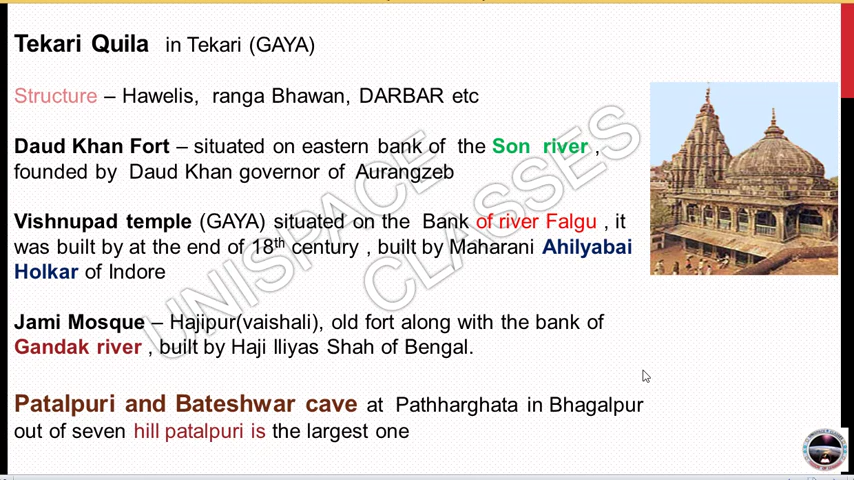 Tekari Quila in Tekari (GAYA)
Structure – Hawelis, ranga Bhawan, DARBAR etc
Daud Khan Fort – situated on eastern bank of the Son river ,
founded by Daud Khan governor of Aurangzeb
Vishnupad temple (GAYA) situated on the Bank of river Falgu , it
was built by at the end of 18th century , built by Maharani Ahilyabai
Holkar of Indore
Jami Mosque – Hajipur(vaishali), old fort along with the bank of
Gandak river , built by Haji Iliyas Shah of Bengal.
Patalpuri and Bateshwar cave at Pathharghata in Bhagalpur
out of seven hill patalpuri is the largest one
UNISPACE
CLASSES